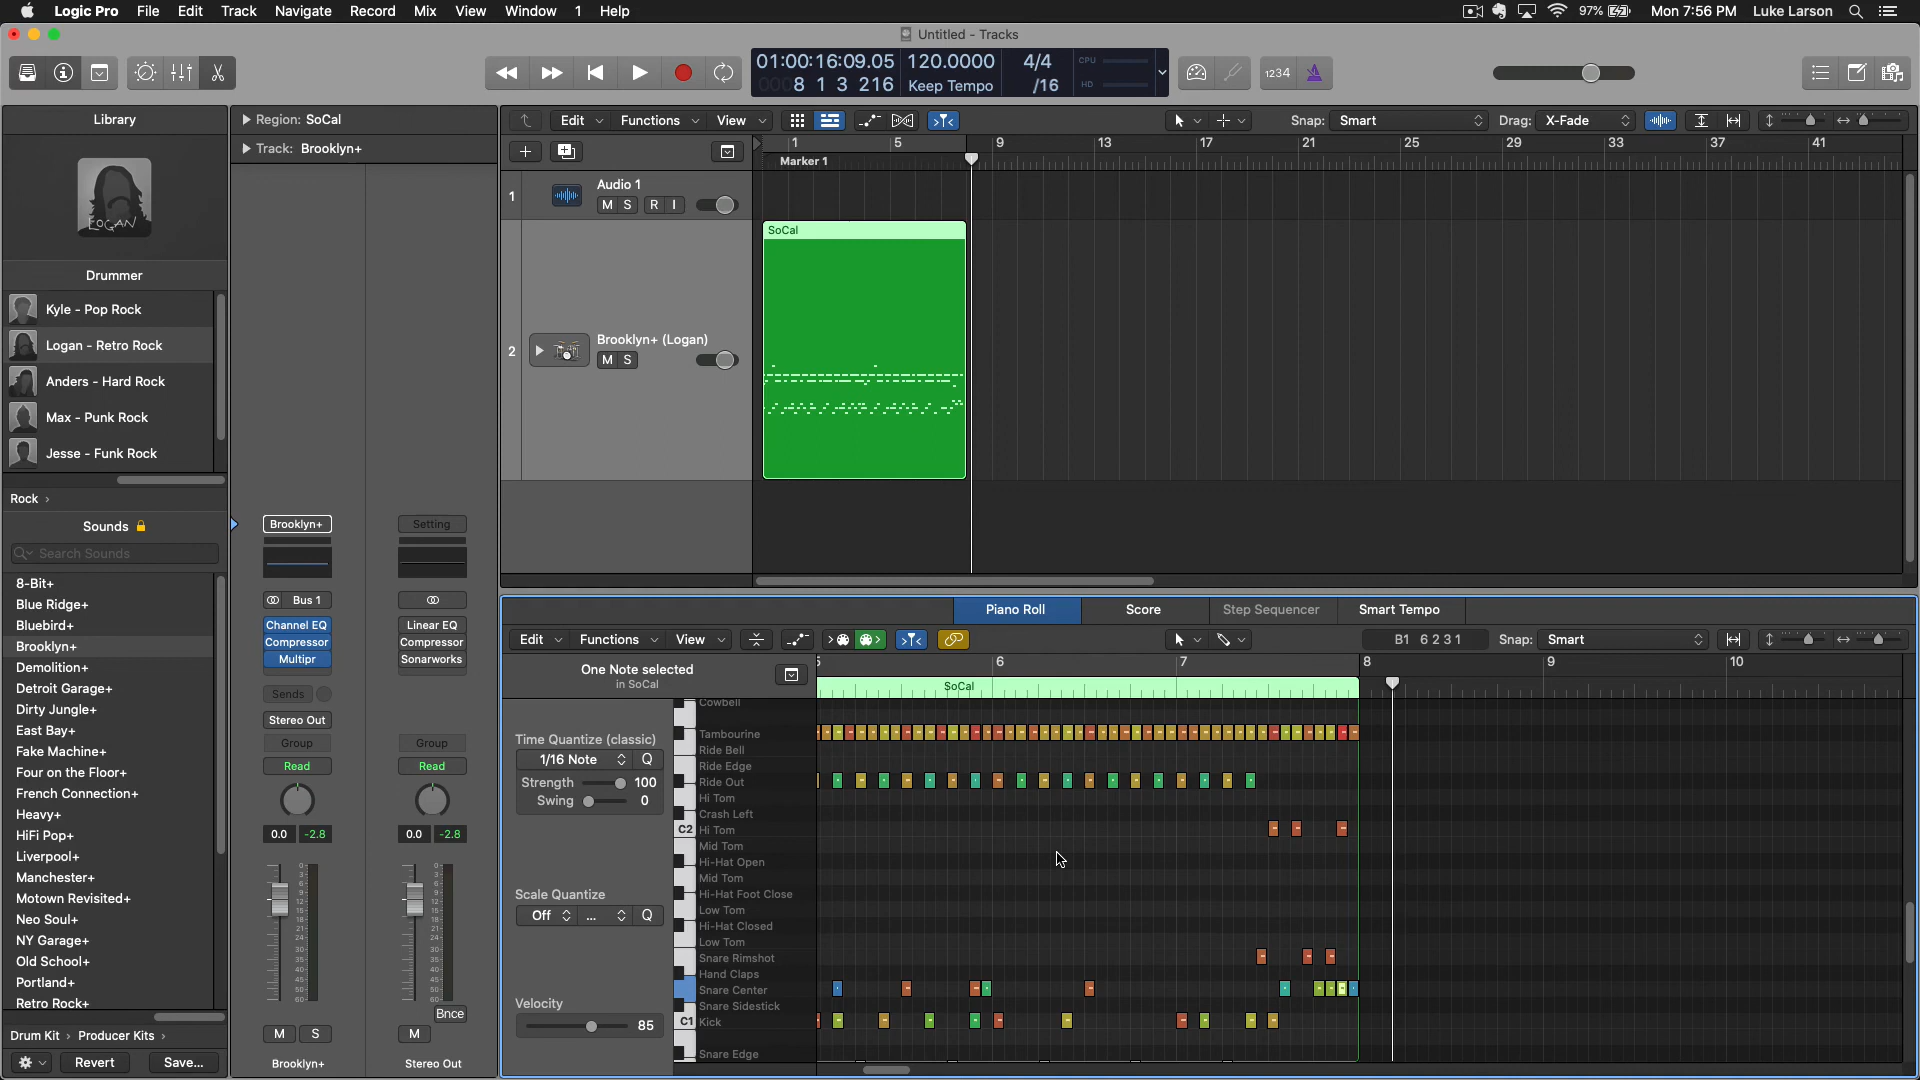 Logic Pro File Edit Track Navigate Record Mix View Window 1 Help
97% Mon 7:56 PM Luke Larson
Untitled - Tracks
01:00:16:09.05 120.0000 4/4 CPU
0008 1 3 216 Keep Tempo /16 HD
1234
Library
Region: SoCal
Edit Functions View Snap: Smart Drag: X-Fade
Track: Brooklyn+
1 5 9 13 17 21 25 29 33 37 41
Marker 1
LOGAN
Drummer
Kyle - Pop Rock
Logan - Retro Rock
Anders - Hard Rock
Max - Punk Rock
Jesse - Funk Rock
Rock
Sounds
Search Sounds
8-Bit+
Blue Ridge+
Bluebird+
Brooklyn+
Demolition+
Detroit Garage+
Dirty Jungle+
East Bay+
Fake Machine+
Four on the Floor+
French Connection+
Heavy+
HiFi Pop+
Liverpool+
Manchester+
Motown Revisited+
Neo Soul+
NY Garage+
Old School+
Portland+
Retro Rock+
Drum Kit Producer Kits
Revert Save...
Brooklyn+ Setting
Bus 1
Channel EQ Linear EQ
Compressor Compressor
Multipr Sonarworks
Sends
Stereo Out
Group Group
Read Read
0.0 -2.8 0.0 -2.8
Bnce
M S M
Brooklyn+ Stereo Out
1 Audio 1
M S R I
2 Brooklyn+ (Logan)
M S
SoCal
Piano Roll Score Step Sequencer Smart Tempo
Edit Functions View B1 6 2 3 1 Snap: Smart
One Note selected
in SoCal
5 6 7 8 9 10
SoCal
Time Quantize (classic)
1/16 Note Q
Strength 100
Swing 0
Scale Quantize
Off ... Q
Velocity
85
Cowbell
Tambourine
Ride Bell
Ride Edge
Ride Out
Hi Tom
Crash Left
C2 Hi Tom
Mid Tom
Hi-Hat Open
Mid Tom
Hi-Hat Foot Close
Low Tom
Hi-Hat Closed
Low Tom
Snare Rimshot
Hand Claps
Snare Center
Snare Sidestick
C1 Kick
Snare Edge